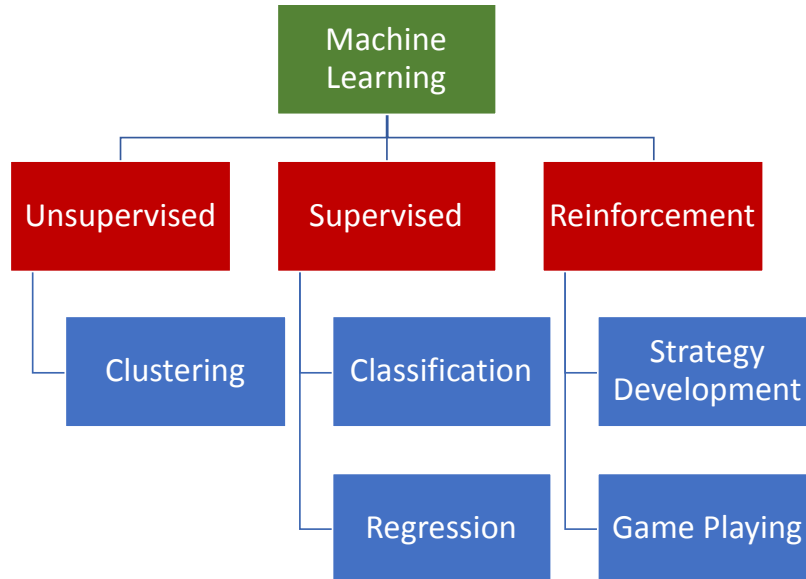 Machine
Learning
Unsupervised
Supervised
Reinforcement
Clustering
Classification
Strategy
Development
Regression
Game Playing